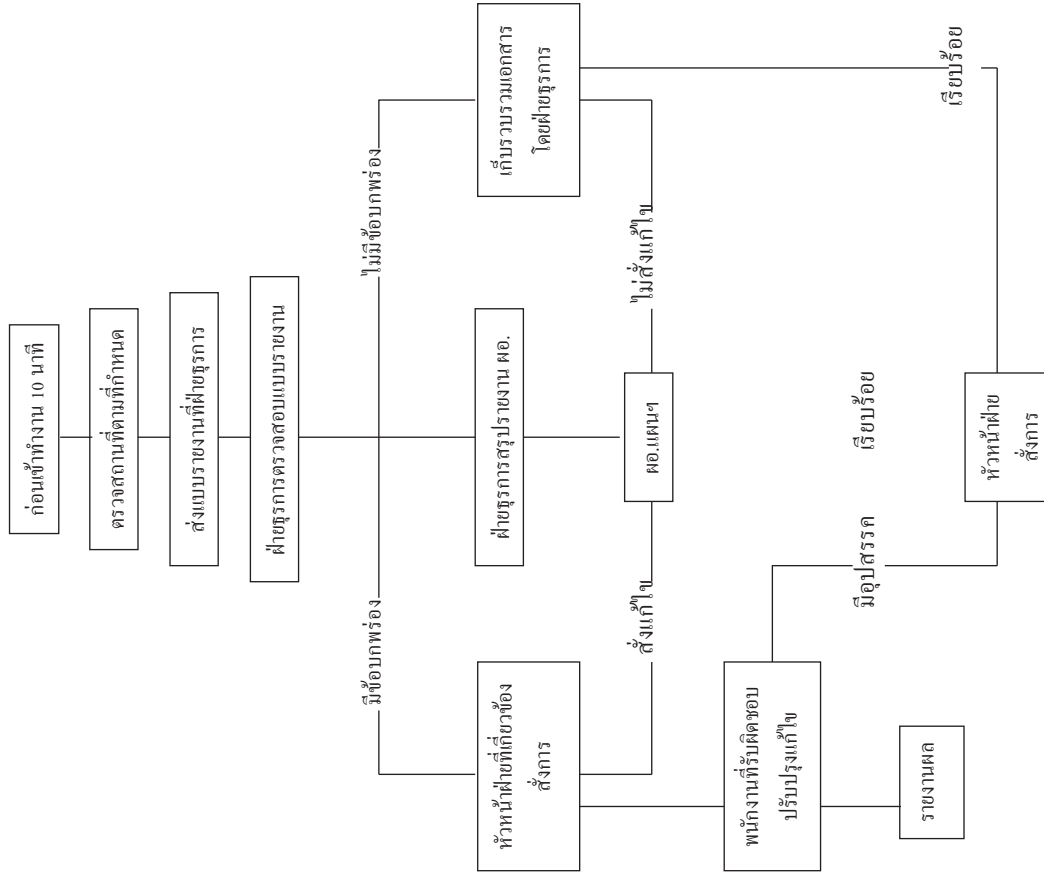 ก่อนเข้าทำงาน 10 นาที
ตรวจสถานที่ตามที่กำหนด
ส่งแบบรายงานที่ฝ่ายธุรการ
ฝ่ายธุรการตรวจสอบแบบรายงาน
มีข้อบกพร่อง
ไม่มีข้อบกพร่อง
หัวหน้าฝ่ายที่เกี่ยวข้อง
สั่งการ
ฝ่ายธุรการสรุปรายงาน ผอ.
เก็บรวบรวมเอกสาร
โดยฝ่ายธุรการ
สั่งแก้ไข
ผอ.แผนฯ
ไม่สั่งแก้ไข
พนักงานที่รับผิดชอบ
ปรับปรุงแก้ไข
มีอุปสรรค
เรียบร้อย
เรียบร้อย
รายงานผล
หัวหน้าฝ่าย
สั่งการ